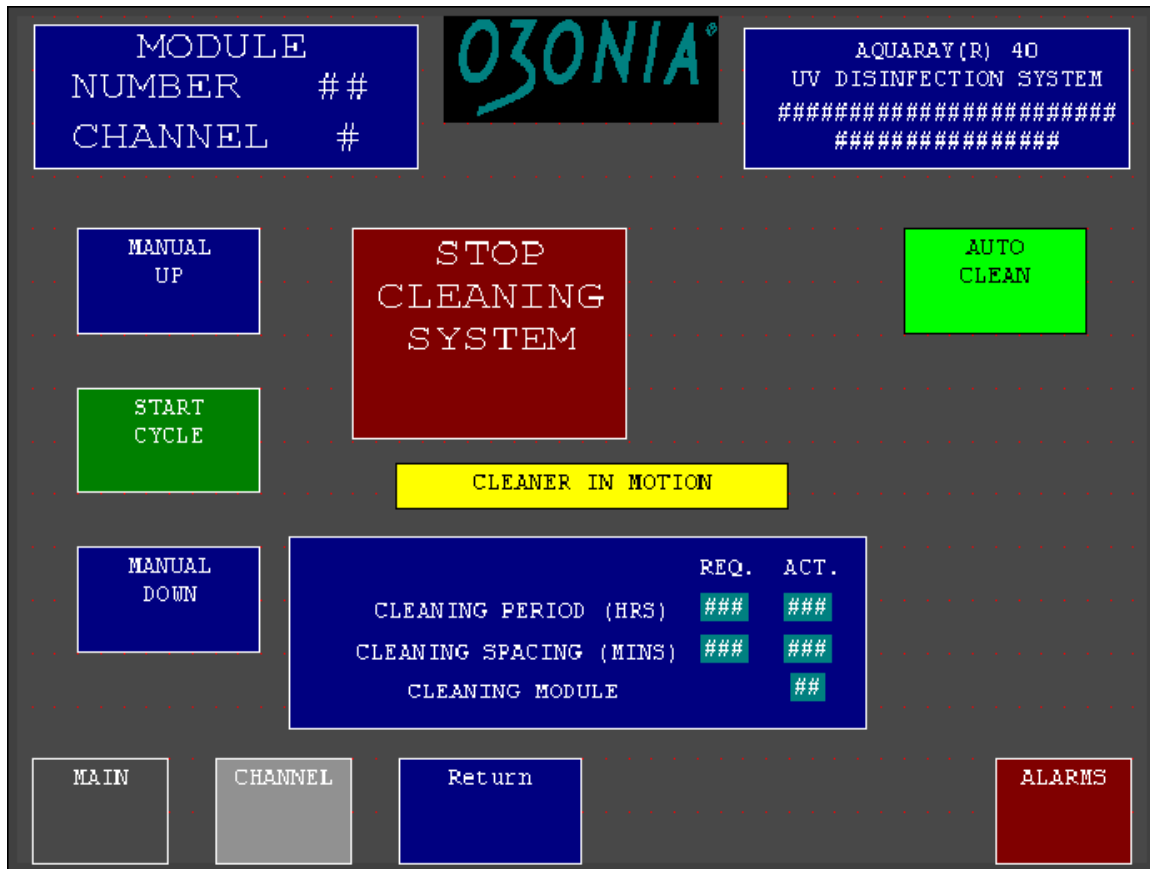 MODULE
NUMBER ##
CHANNEL #
OZONIA®
AQUARAY(R) 40
UV DISINFECTION SYSTEM
########################
################
MANUAL
UP
STOP
CLEANING
SYSTEM
AUTO
CLEAN
START
CYCLE
CLEANER IN MOTION
MANUAL
DOWN
REQ. ACT.
CLEANING PERIOD (HRS) ### ###
CLEANING SPACING (MINS) ### ###
CLEANING MODULE ##
MAIN
CHANNEL
Return
ALARMS